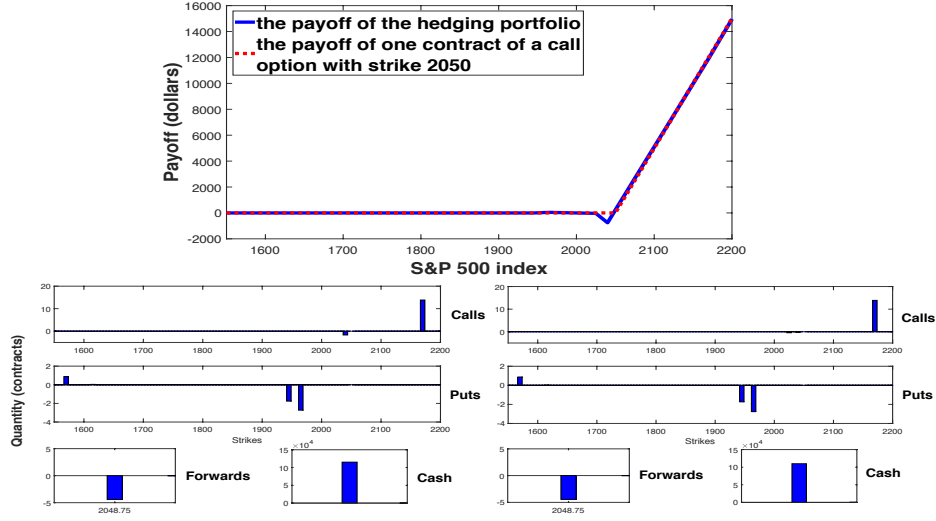 16000
14000
12000
10000
8000
6000
4000
2000
0
-2000
the payoff of the hedging portfolio
the payoff of one contract of a call
option with strike 2050
Payoff (dollars)
1600 1700 1800 1900 2000 2100 2200
S&P 500 index
Quantity (contracts)
20
10
0
1600 1700 1800 1900 2000 2100 2200
Calls
20
10
0
1600 1700 1800 1900 2000 2100 2200
Calls
2
0
-2
-4
1600 1700 1800 1900 2000 2100 2200
Strikes
Puts
2
0
-2
-4
1600 1700 1800 1900 2000 2100 2200
Strikes
Puts
5
0
-5
2048.75
Forwards
×10 4
15
10
5
0
Cash
5
0
-5
2048.75
Forwards
×10 4
15
10
5
0
Cash